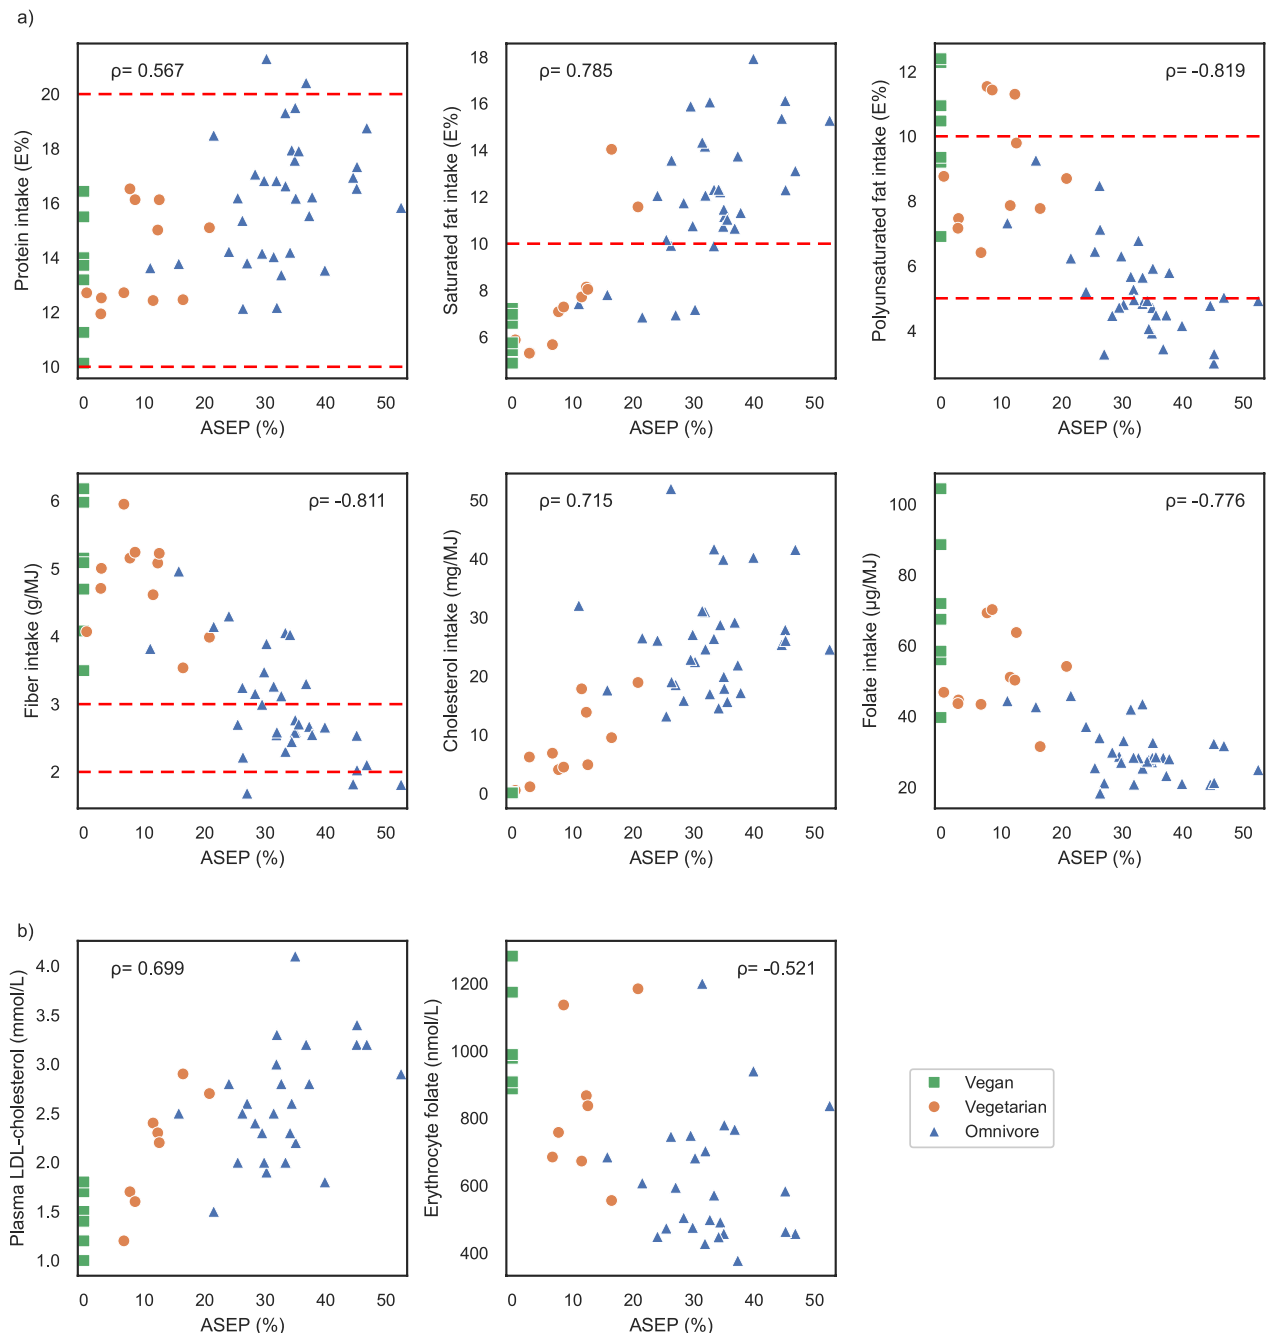 a)
ρ= 0.567
Protein intake (E%)
20
18
16
14
12
10
0 10 20 30 40 50
ASEP (%)
ρ= 0.785
Saturated fat intake (E%)
18
16
14
12
10
8
6
0 10 20 30 40 50
ASEP (%)
ρ= -0.819
Polyunsaturated fat intake (E%)
12
10
8
6
4
0 10 20 30 40 50
ASEP (%)
ρ= -0.811
Fiber intake (g/MJ)
6
5
4
3
2
0 10 20 30 40 50
ASEP (%)
ρ= 0.715
Cholesterol intake (mg/MJ)
50
40
30
20
10
0
0 10 20 30 40 50
ASEP (%)
ρ= -0.776
Folate intake (µg/MJ)
100
80
60
40
20
0 10 20 30 40 50
ASEP (%)
b)
ρ= 0.699
Plasma LDL-cholesterol (mmol/L)
4.0
3.5
3.0
2.5
2.0
1.5
1.0
0 10 20 30 40 50
ASEP (%)
ρ= -0.521
Erythrocyte folate (nmol/L)
1200
1000
800
600
400
0 10 20 30 40 50
ASEP (%)
Vegan
Vegetarian
Omnivore